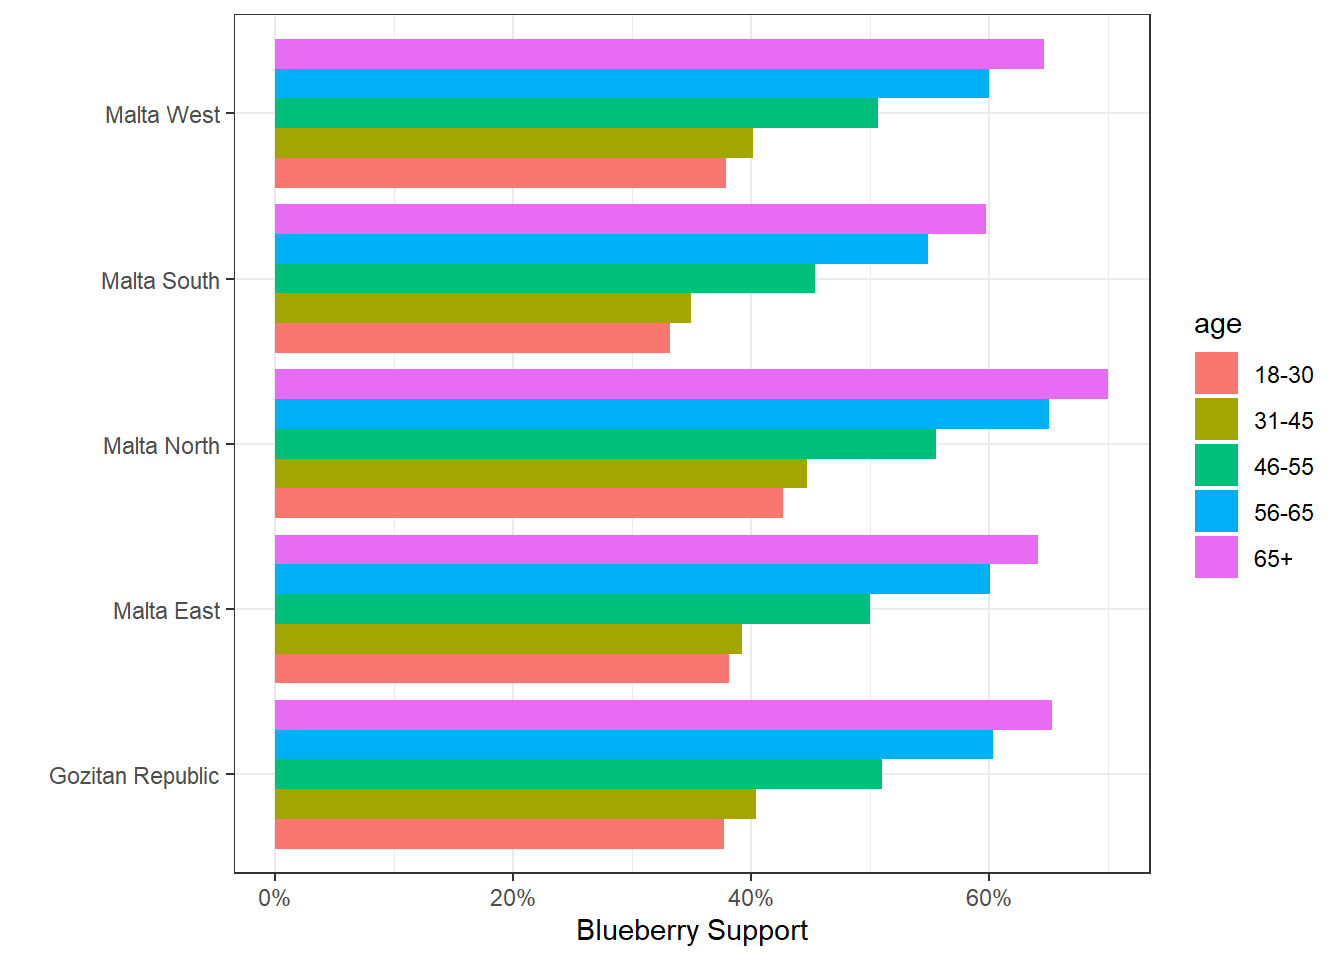 Malta West
Malta South
Malta North
Malta East
Gozitan Republic
0% 20% 40% 60%
Blueberry Support
age
18-30
31-45
46-55
56-65
65+